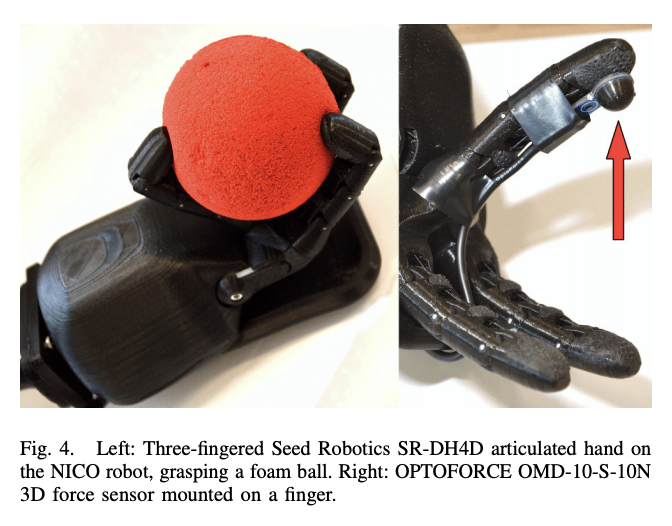 Fig. 4. Left: Three-fingered Seed Robotics SR-DH4D articulated hand on
the NICO robot, grasping a foam ball. Right: OPTOFORCE OMD-10-S-10N
3D force sensor mounted on a finger.